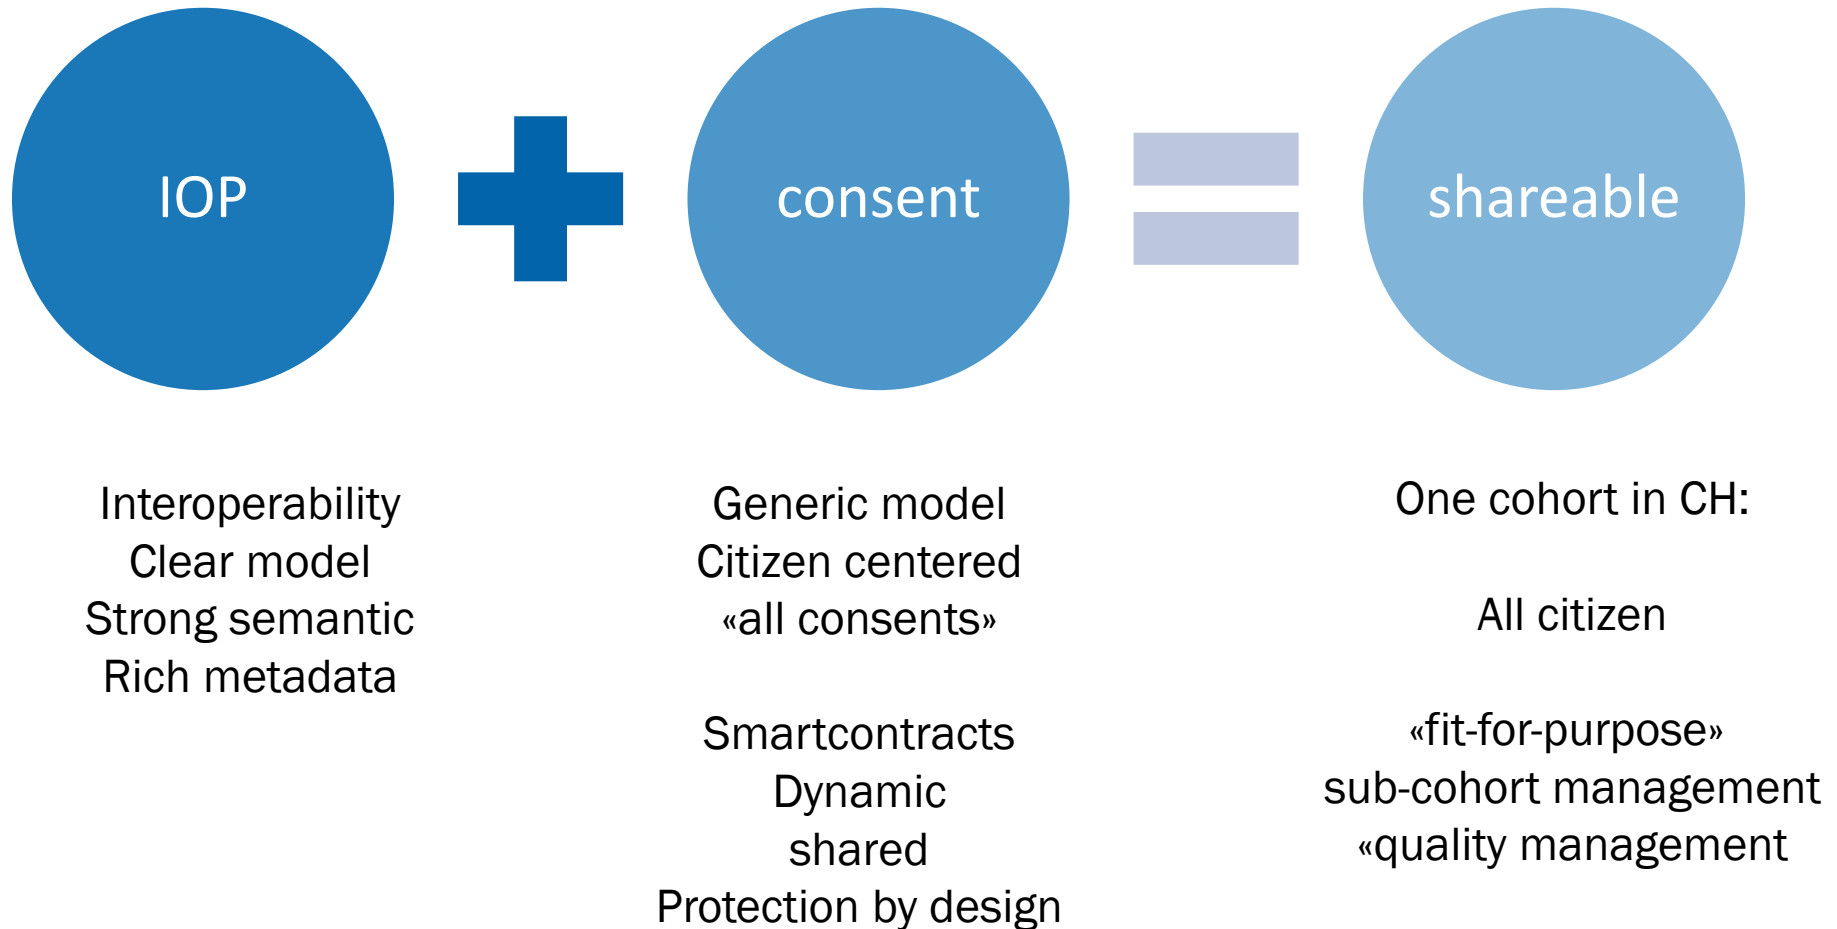 IOP
consent
shareable
Interoperability
Clear model
Strong semantic
Rich metadata
Generic model
Citizen centered
«all consents»
Smartcontracts
Dynamic
shared
Protection by design
One cohort in CH:
All citizen
«fit-for-purpose»
sub-cohort management
«quality management